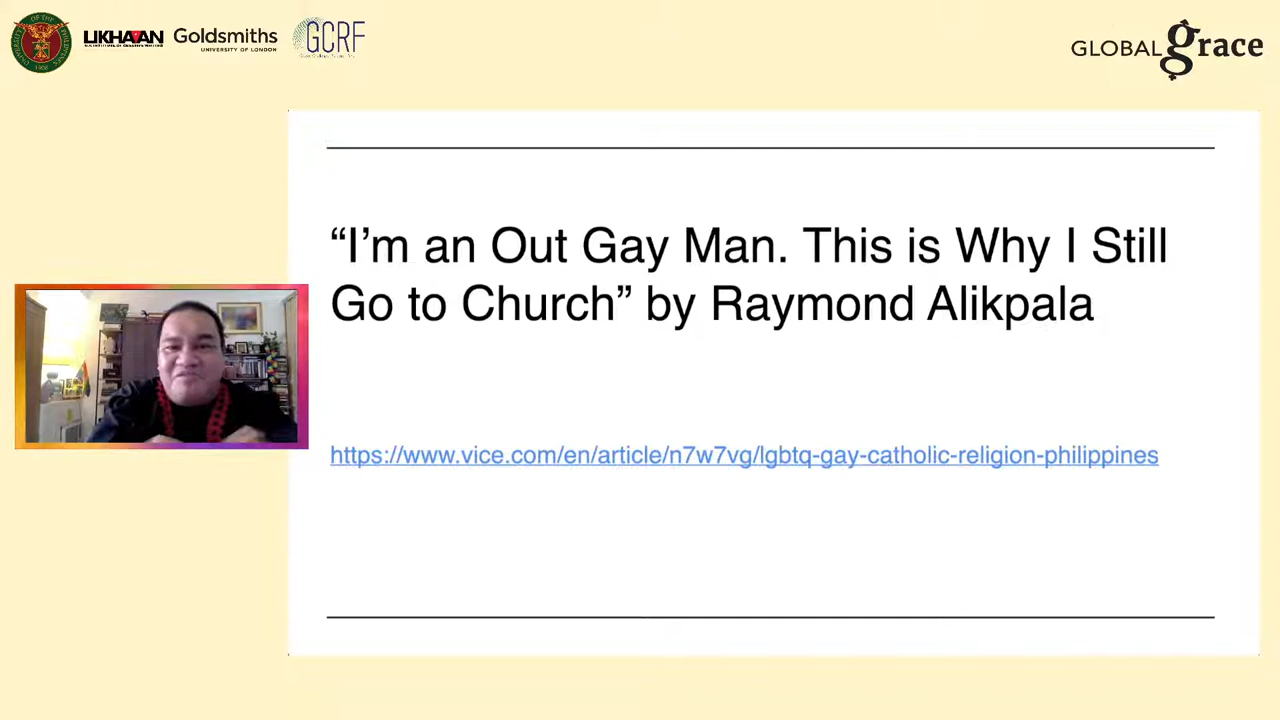 LIKHAAN
Goldsmiths
UNIVERSITY OF LONDON
GCRF
GLOBAL grace
“I’m an Out Gay Man. This is Why I Still
Go to Church” by Raymond Alikpala
https://www.vice.com/en/article/n7w7vg/lgbtq-gay-catholic-religion-philippines